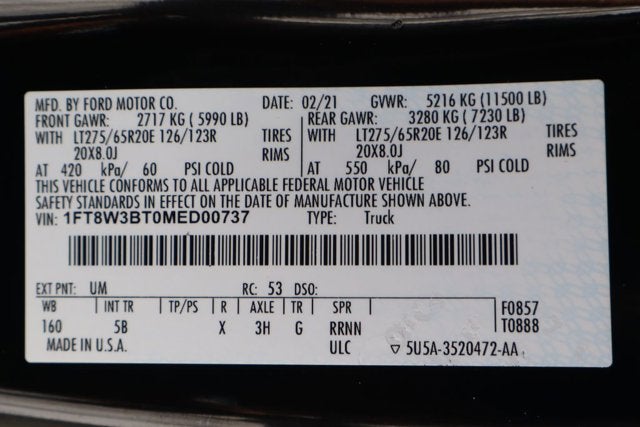 MFD. BY FORD MOTOR CO. DATE: 02/21 GVWR: 5216 KG (11500 LB)
FRONT GAWR: 2717 KG ( 5990 LB) REAR GAWR: 3280 KG ( 7230 LB)
WITH LT275/65R20E 126/123R TIRES WITH LT275/65R20E 126/123R TIRES
20X8.0J RIMS 20X8.0J RIMS
AT 420 kPa/ 60 PSI COLD AT 550 kPa/ 80 PSI COLD
THIS VEHICLE CONFORMS TO ALL APPLICABLE FEDERAL MOTOR VEHICLE
SAFETY STANDARDS IN EFFECT ON THE DATE OF MANUFACTURE SHOWN ABOVE.
VIN: 1FT8W3BT0MED00737 TYPE: Truck
EXT PNT: UM RC: 53 DSO:
WB INT TR TP/PS R AXLE TR SPR F0857
160 5B X 3H G RRNN T0888
MADE IN U.S.A. ULC ▽ 5U5A-3520472-AA